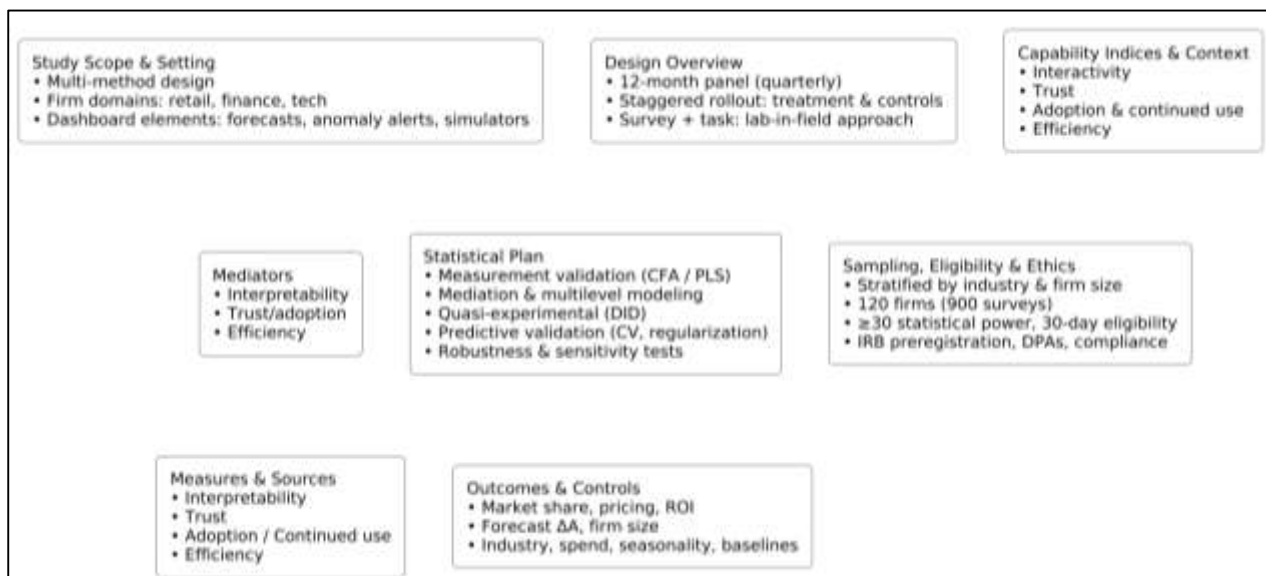 Study Scope & Setting
• Multi-method design
• Firm domains: retail, finance, tech
• Dashboard elements: forecasts, anomaly alerts, simulators
Design Overview
• 12-month panel (quarterly)
• Staggered rollout: treatment & controls
• Survey + task: lab-in-field approach
Capability Indices & Context
• Interactivity
• Trust
• Adoption & continued use
• Efficiency
Mediators
• Interpretability
• Trust/adoption
• Efficiency
Statistical Plan
• Measurement validation (CFA / PLS)
• Mediation & multilevel modeling
• Quasi-experimental (DID)
• Predictive validation (CV, regularization)
• Robustness & sensitivity tests
Sampling, Eligibility & Ethics
• Stratified by industry & firm size
• 120 firms (900 surveys)
• ≥30 statistical power, 30-day eligibility
• IRB preregistration, DPAs, compliance
Measures & Sources
• Interpretability
• Trust
• Adoption / Continued use
• Efficiency
Outcomes & Controls
• Market share, pricing, ROI
• Forecast ΔA, firm size
• Industry, spend, seasonality, baselines